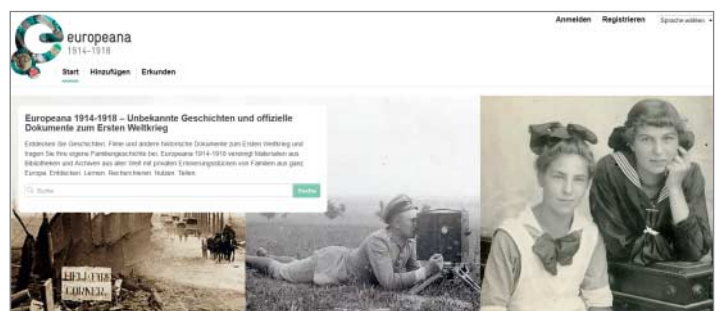 Anmelden Registrieren Sprache wählen
europeana
1914-1918
Start Hinzufügen Erkunden
Europeana 1914-1918 – Unbekannte Geschichten und offizielle
Dokumente zum Ersten Weltkrieg
Entdecken Sie Geschichten, Filme und andere historische Dokumente zum Ersten Weltkrieg und
tragen Sie Ihre eigene Familiengeschichte bei. Europeana 1914-1918 vereinigt Materialien aus
Bibliotheken und Archiven aus aller Welt mit privaten Erinnerungsstücken von Familien aus ganz
Europa. Entdecken. Lernen. Recherchieren. Nutzen. Teilen.
Suche Suche
HELL FIRE
CORNER